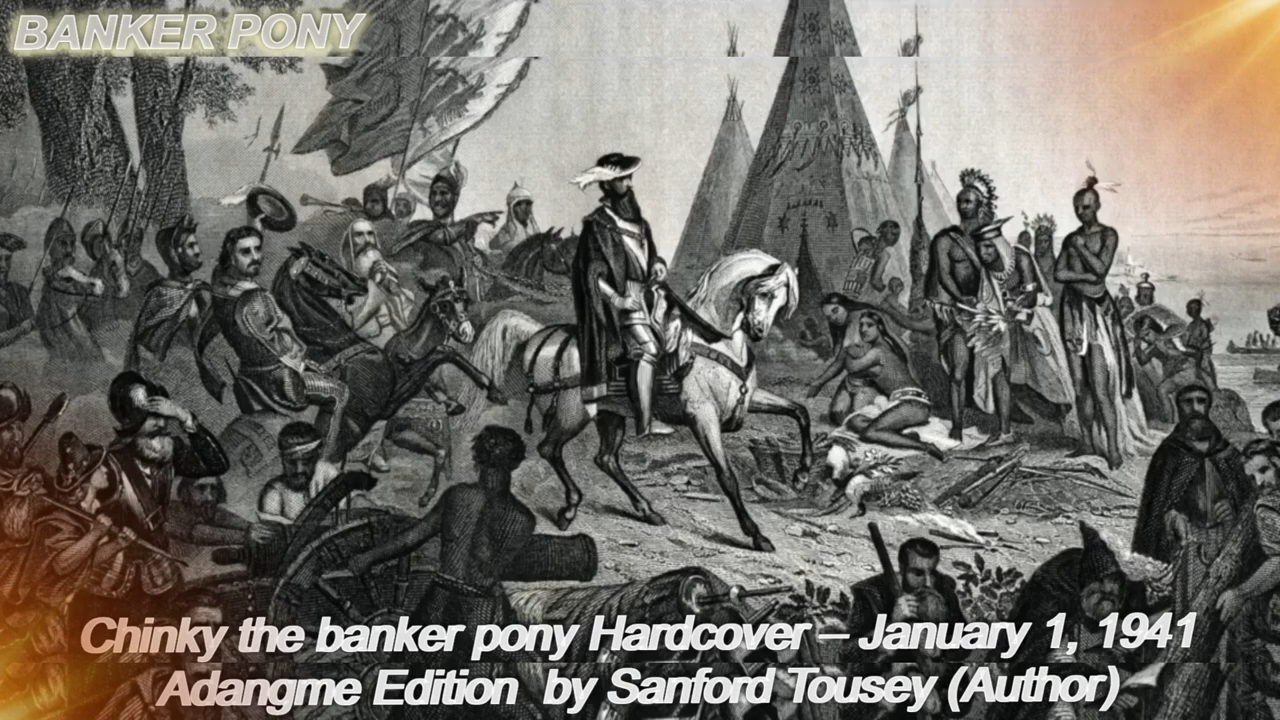 BANKER PONY
Chinky the banker pony Hardcover – January 1, 1941
Adangme Edition by Sanford Tousey (Author)